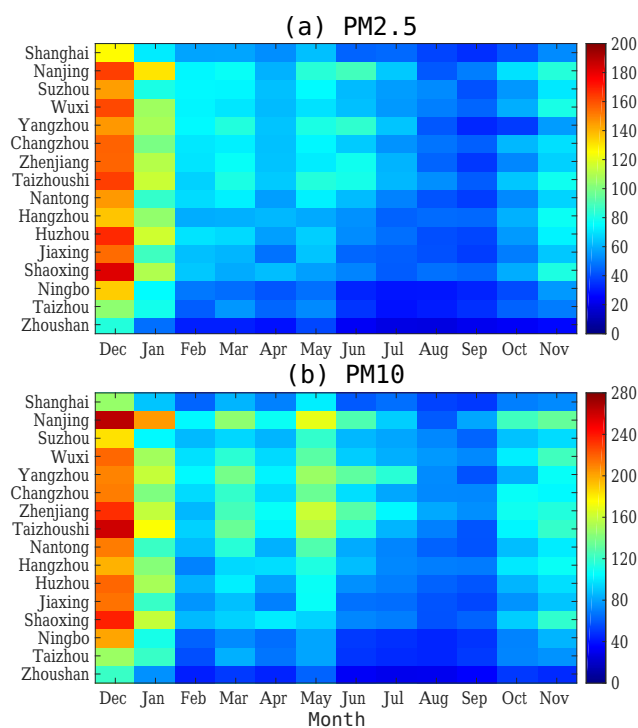 (a) PM2.5
Shanghai
Nanjing
Suzhou
Wuxi
Yangzhou
Changzhou
Zhenjiang
Taizhoushi
Nantong
Hangzhou
Huzhou
Jiaxing
Shaoxing
Ningbo
Taizhou
Zhoushan
Dec Jan Feb Mar Apr May Jun Jul Aug Sep Oct Nov
200
180
160
140
120
100
80
60
40
20
0
(b) PM10
Shanghai
Nanjing
Suzhou
Wuxi
Yangzhou
Changzhou
Zhenjiang
Taizhoushi
Nantong
Hangzhou
Huzhou
Jiaxing
Shaoxing
Ningbo
Taizhou
Zhoushan
Dec Jan Feb Mar Apr May Jun Jul Aug Sep Oct Nov
Month
280
240
200
160
120
80
40
0